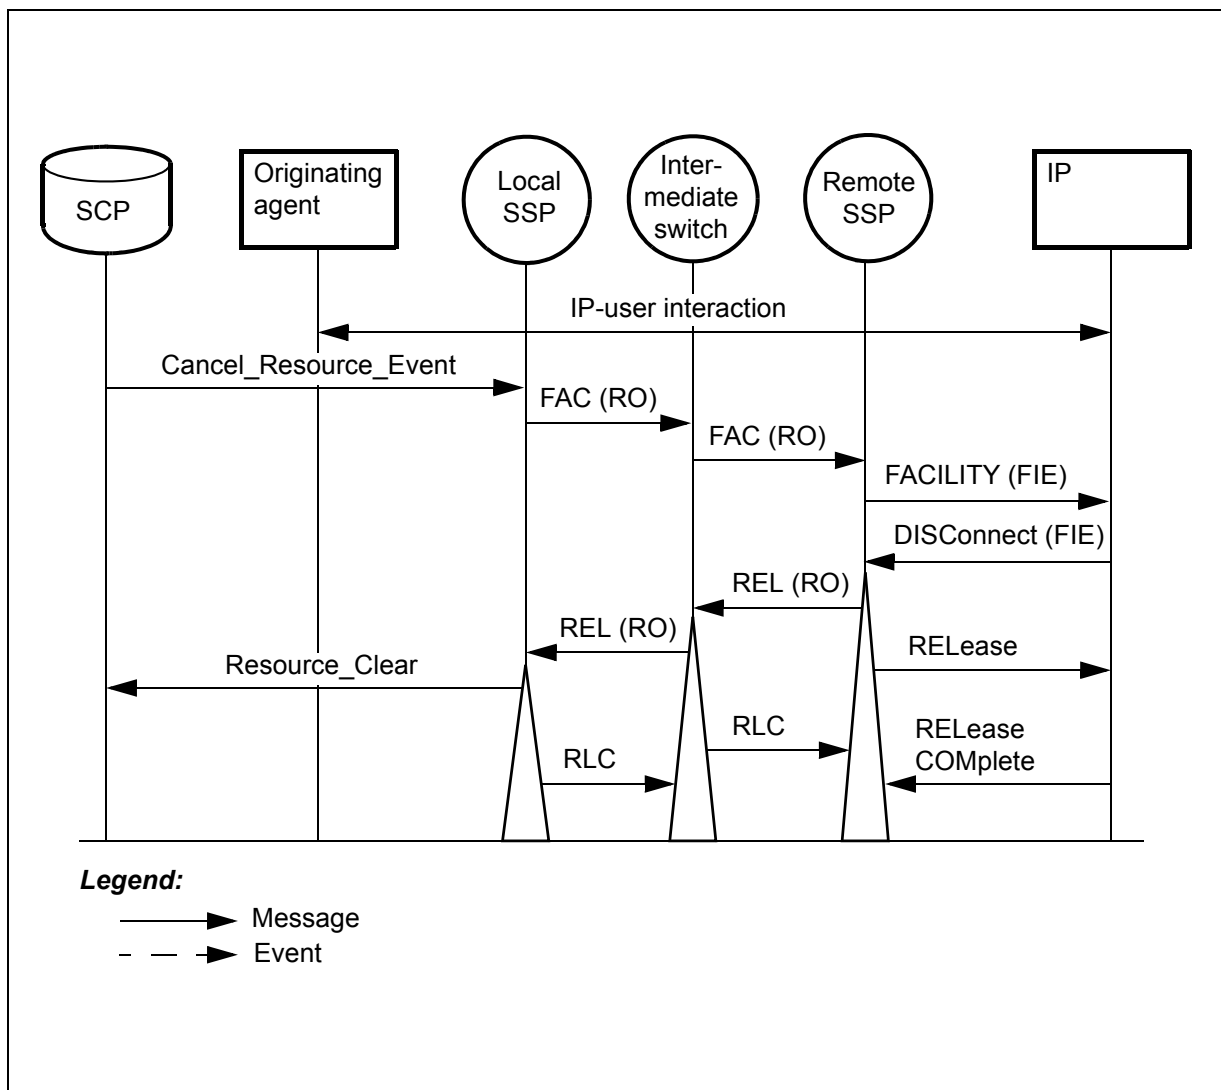 SCP
Originating
agent
Local
SSP
Inter-
mediate
switch
Remote
SSP
IP
IP-user interaction
Cancel_Resource_Event
FAC (RO)
FAC (RO)
FACILITY (FIE)
DISConnect (FIE)
REL (RO)
REL (RO)
RELease
Resource_Clear
RLC
RELease
COMplete
RLC
Legend:
Message
Event